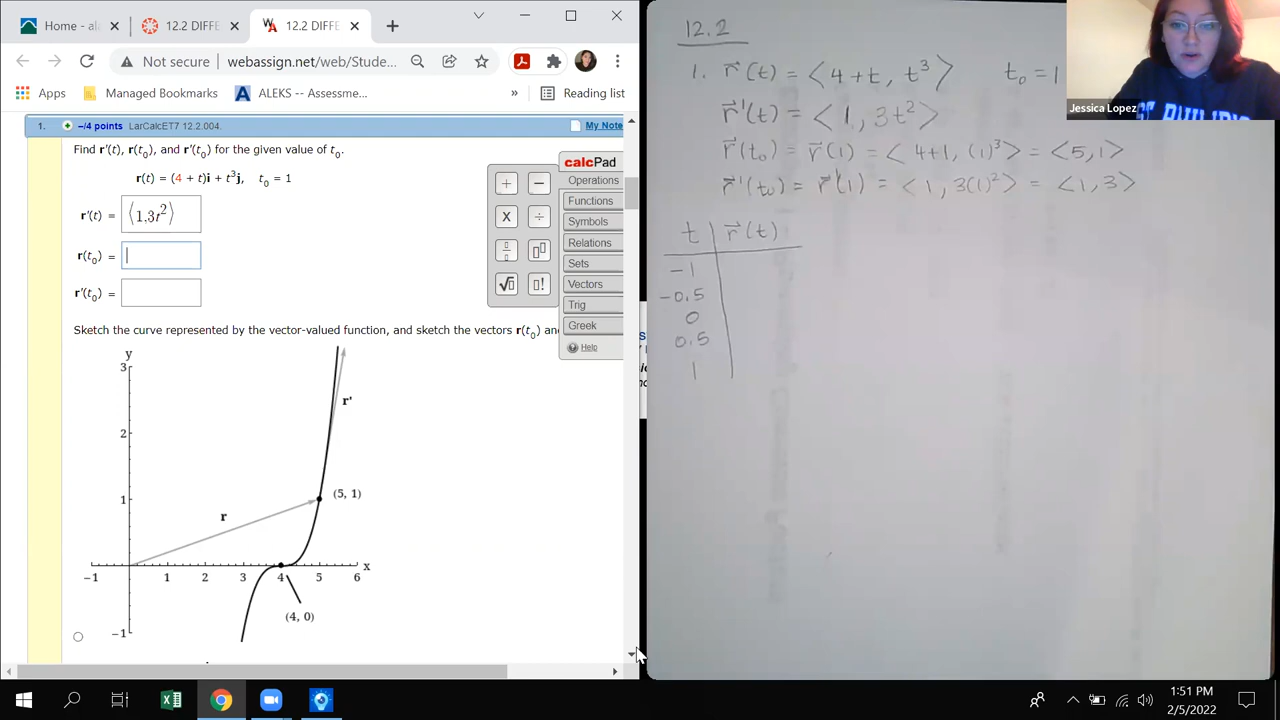 Home - al
12.2 DIFFE
12.2 DIFFE
Not secure
webassign.net/web/Stude...
Apps
Managed Bookmarks
ALEKS -- Assessme...
»
Reading list
1.
–/4 points
LarCalcET7 12.2.004.
My Note
Find r'(t), r(t₀), and r'(t₀) for the given value of t₀.
r(t) = (4 + t)i + t³j, t₀ = 1
r'(t) = ⟨1,3t²⟩
r(t₀) =
r'(t₀) =
calcPad
Operations
Functions
Symbols
Relations
Sets
Vectors
Trig
Greek
Help
Sketch the curve represented by the vector-valued function, and sketch the vectors r(t₀) an
y
3
2
1
−1
r'
(5, 1)
r
−1 1 2 3 4 5 6 x
(4, 0)
12.2
1. r⃗(t) = ⟨4+t, t³⟩ t₀ = 1
r⃗'(t) = ⟨1, 3t²⟩
r⃗(t₀) = r⃗(1) = ⟨4+1, (1)³⟩ = ⟨5,1⟩
r⃗'(t₀) = r⃗'(1) = ⟨1, 3(1)²⟩ = ⟨1,3⟩
t r⃗(t)
−1
−0.5
0
0.5
1
Jessica Lopez
1:51 PM
2/5/2022